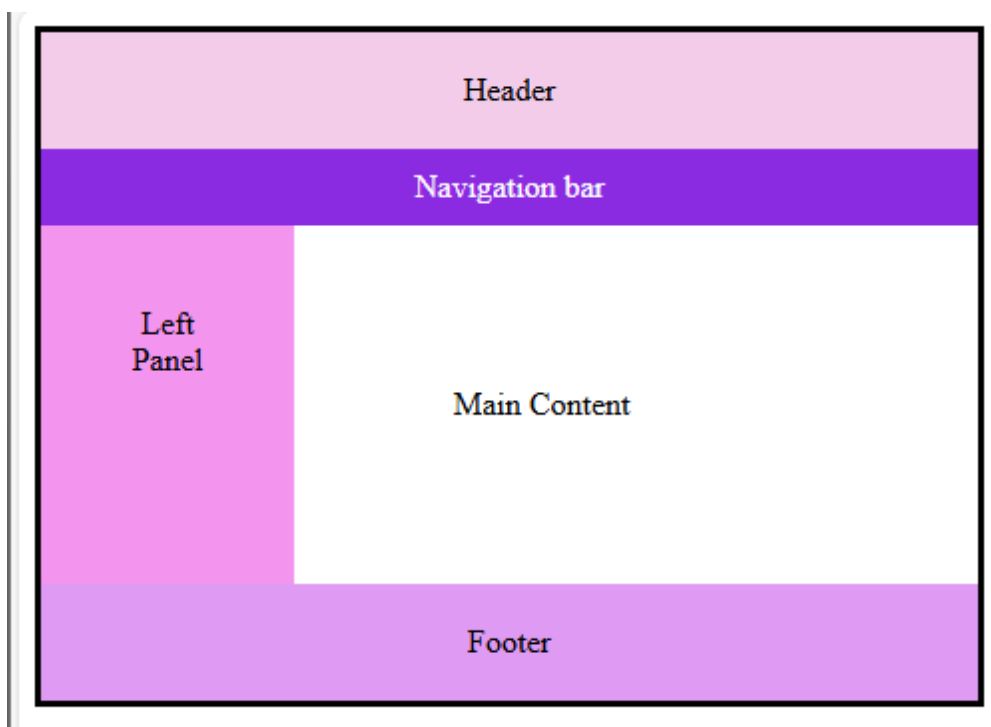 Header
Navigation bar
Left
Panel
Main Content
Footer